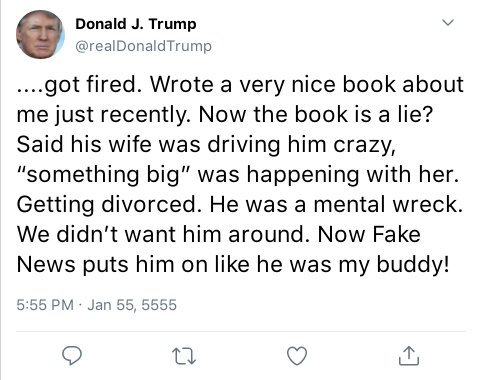 Donald J. Trump
@realDonaldTrump
....got fired. Wrote a very nice book about
me just recently. Now the book is a lie?
Said his wife was driving him crazy,
“something big” was happening with her.
Getting divorced. He was a mental wreck.
We didn’t want him around. Now Fake
News puts him on like he was my buddy!
5:55 PM · Jan 55, 5555